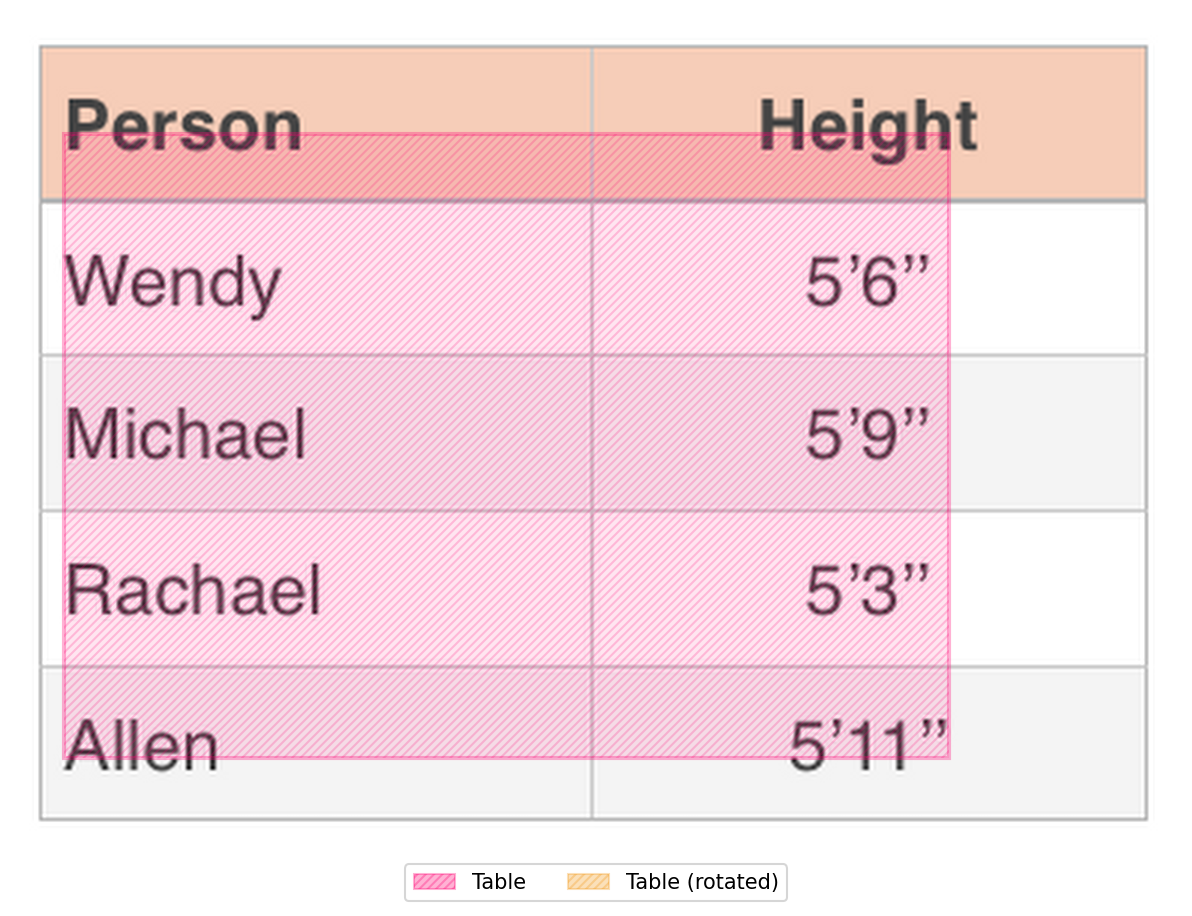 Person Height
Wendy 5’6’’
Michael 5’9’’
Rachael 5’3’’
Allen 5’11’’
Table Table (rotated)